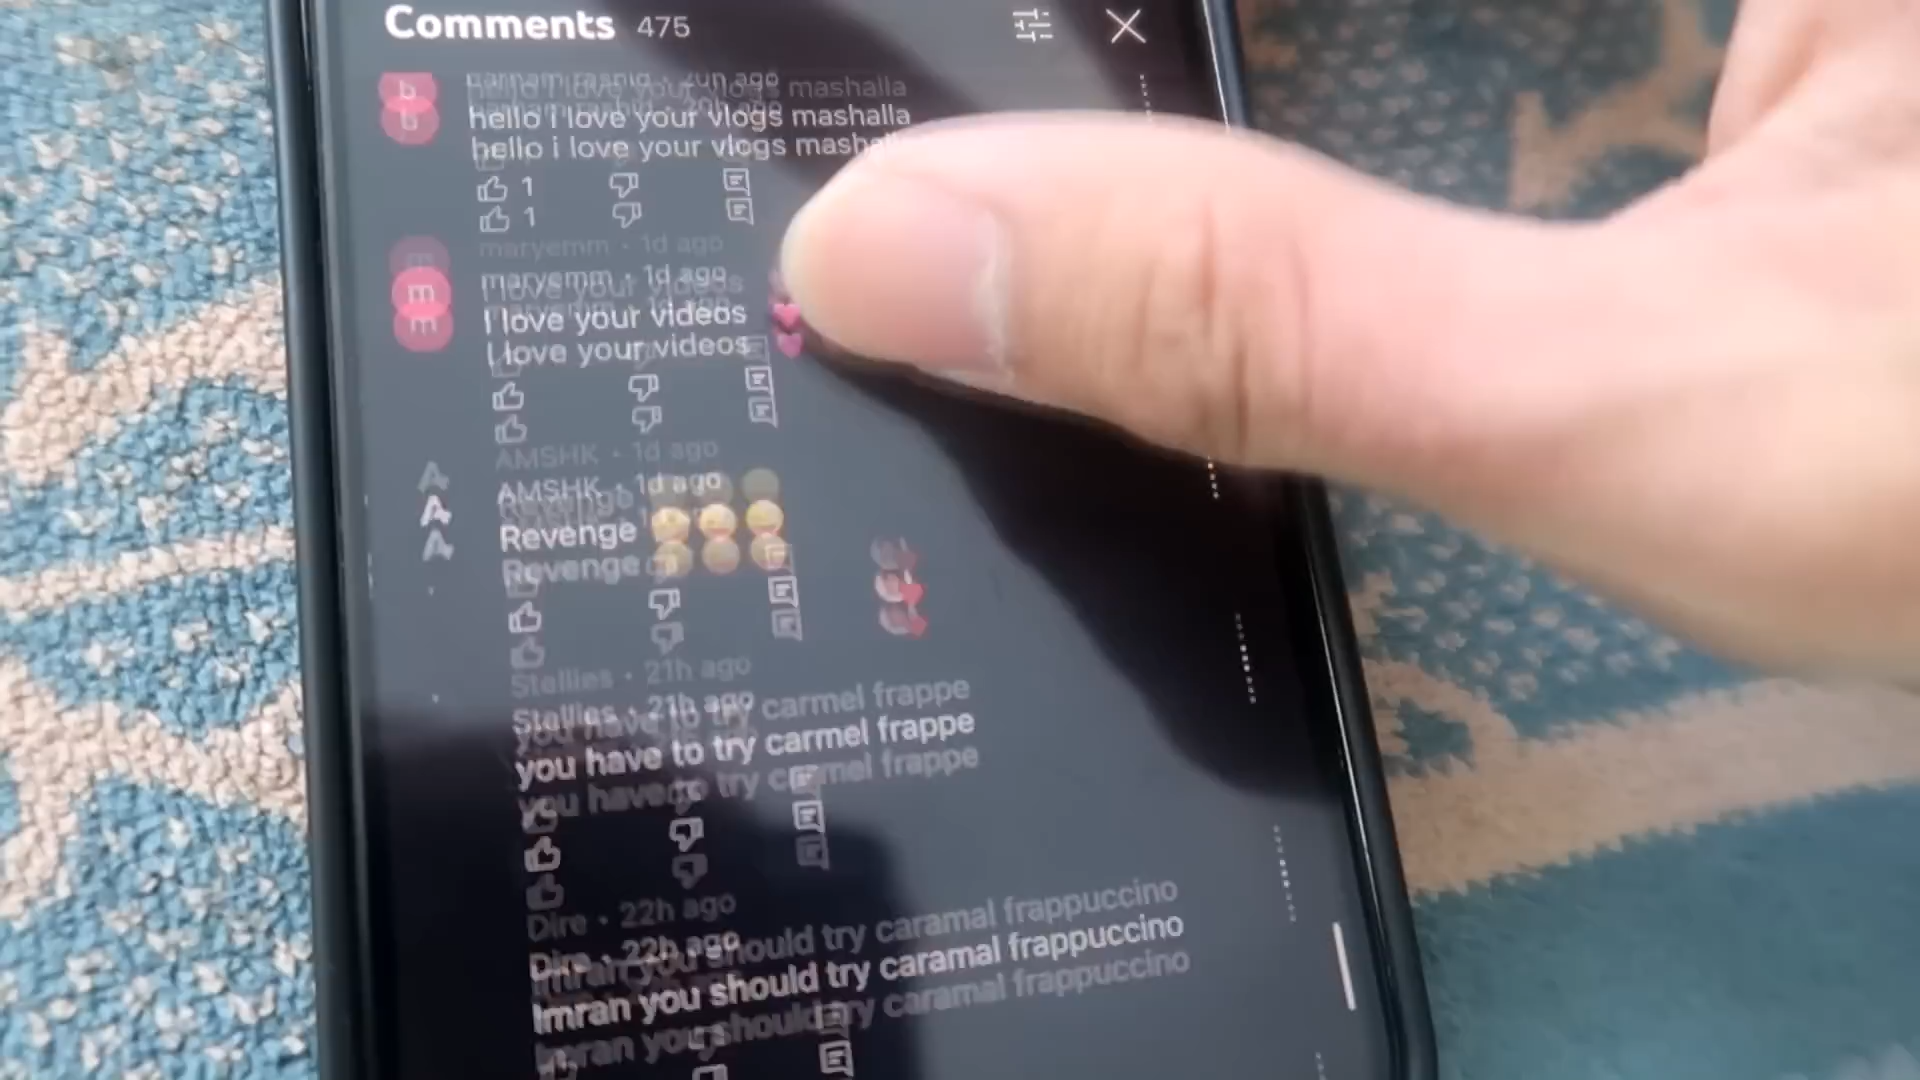 Comments 475
hello i love your vlogs mashalla
1
m
maryemm • 1d ago
I love your videos
A
AMSHK • 1d ago
Revenge
Stellies • 21h ago
you have to try carmel frappe
Dire • 22h ago
Imran you should try caramal frappuccino